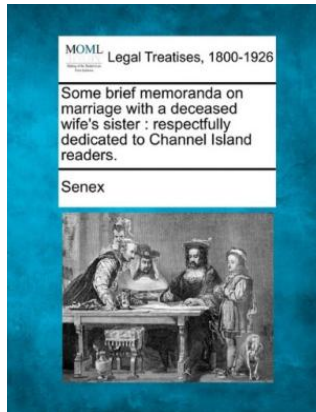 MOML Legal Treatises, 1800-1926
Some brief memoranda on
marriage with a deceased
wife's sister : respectfully
dedicated to Channel Island
readers.
Senex